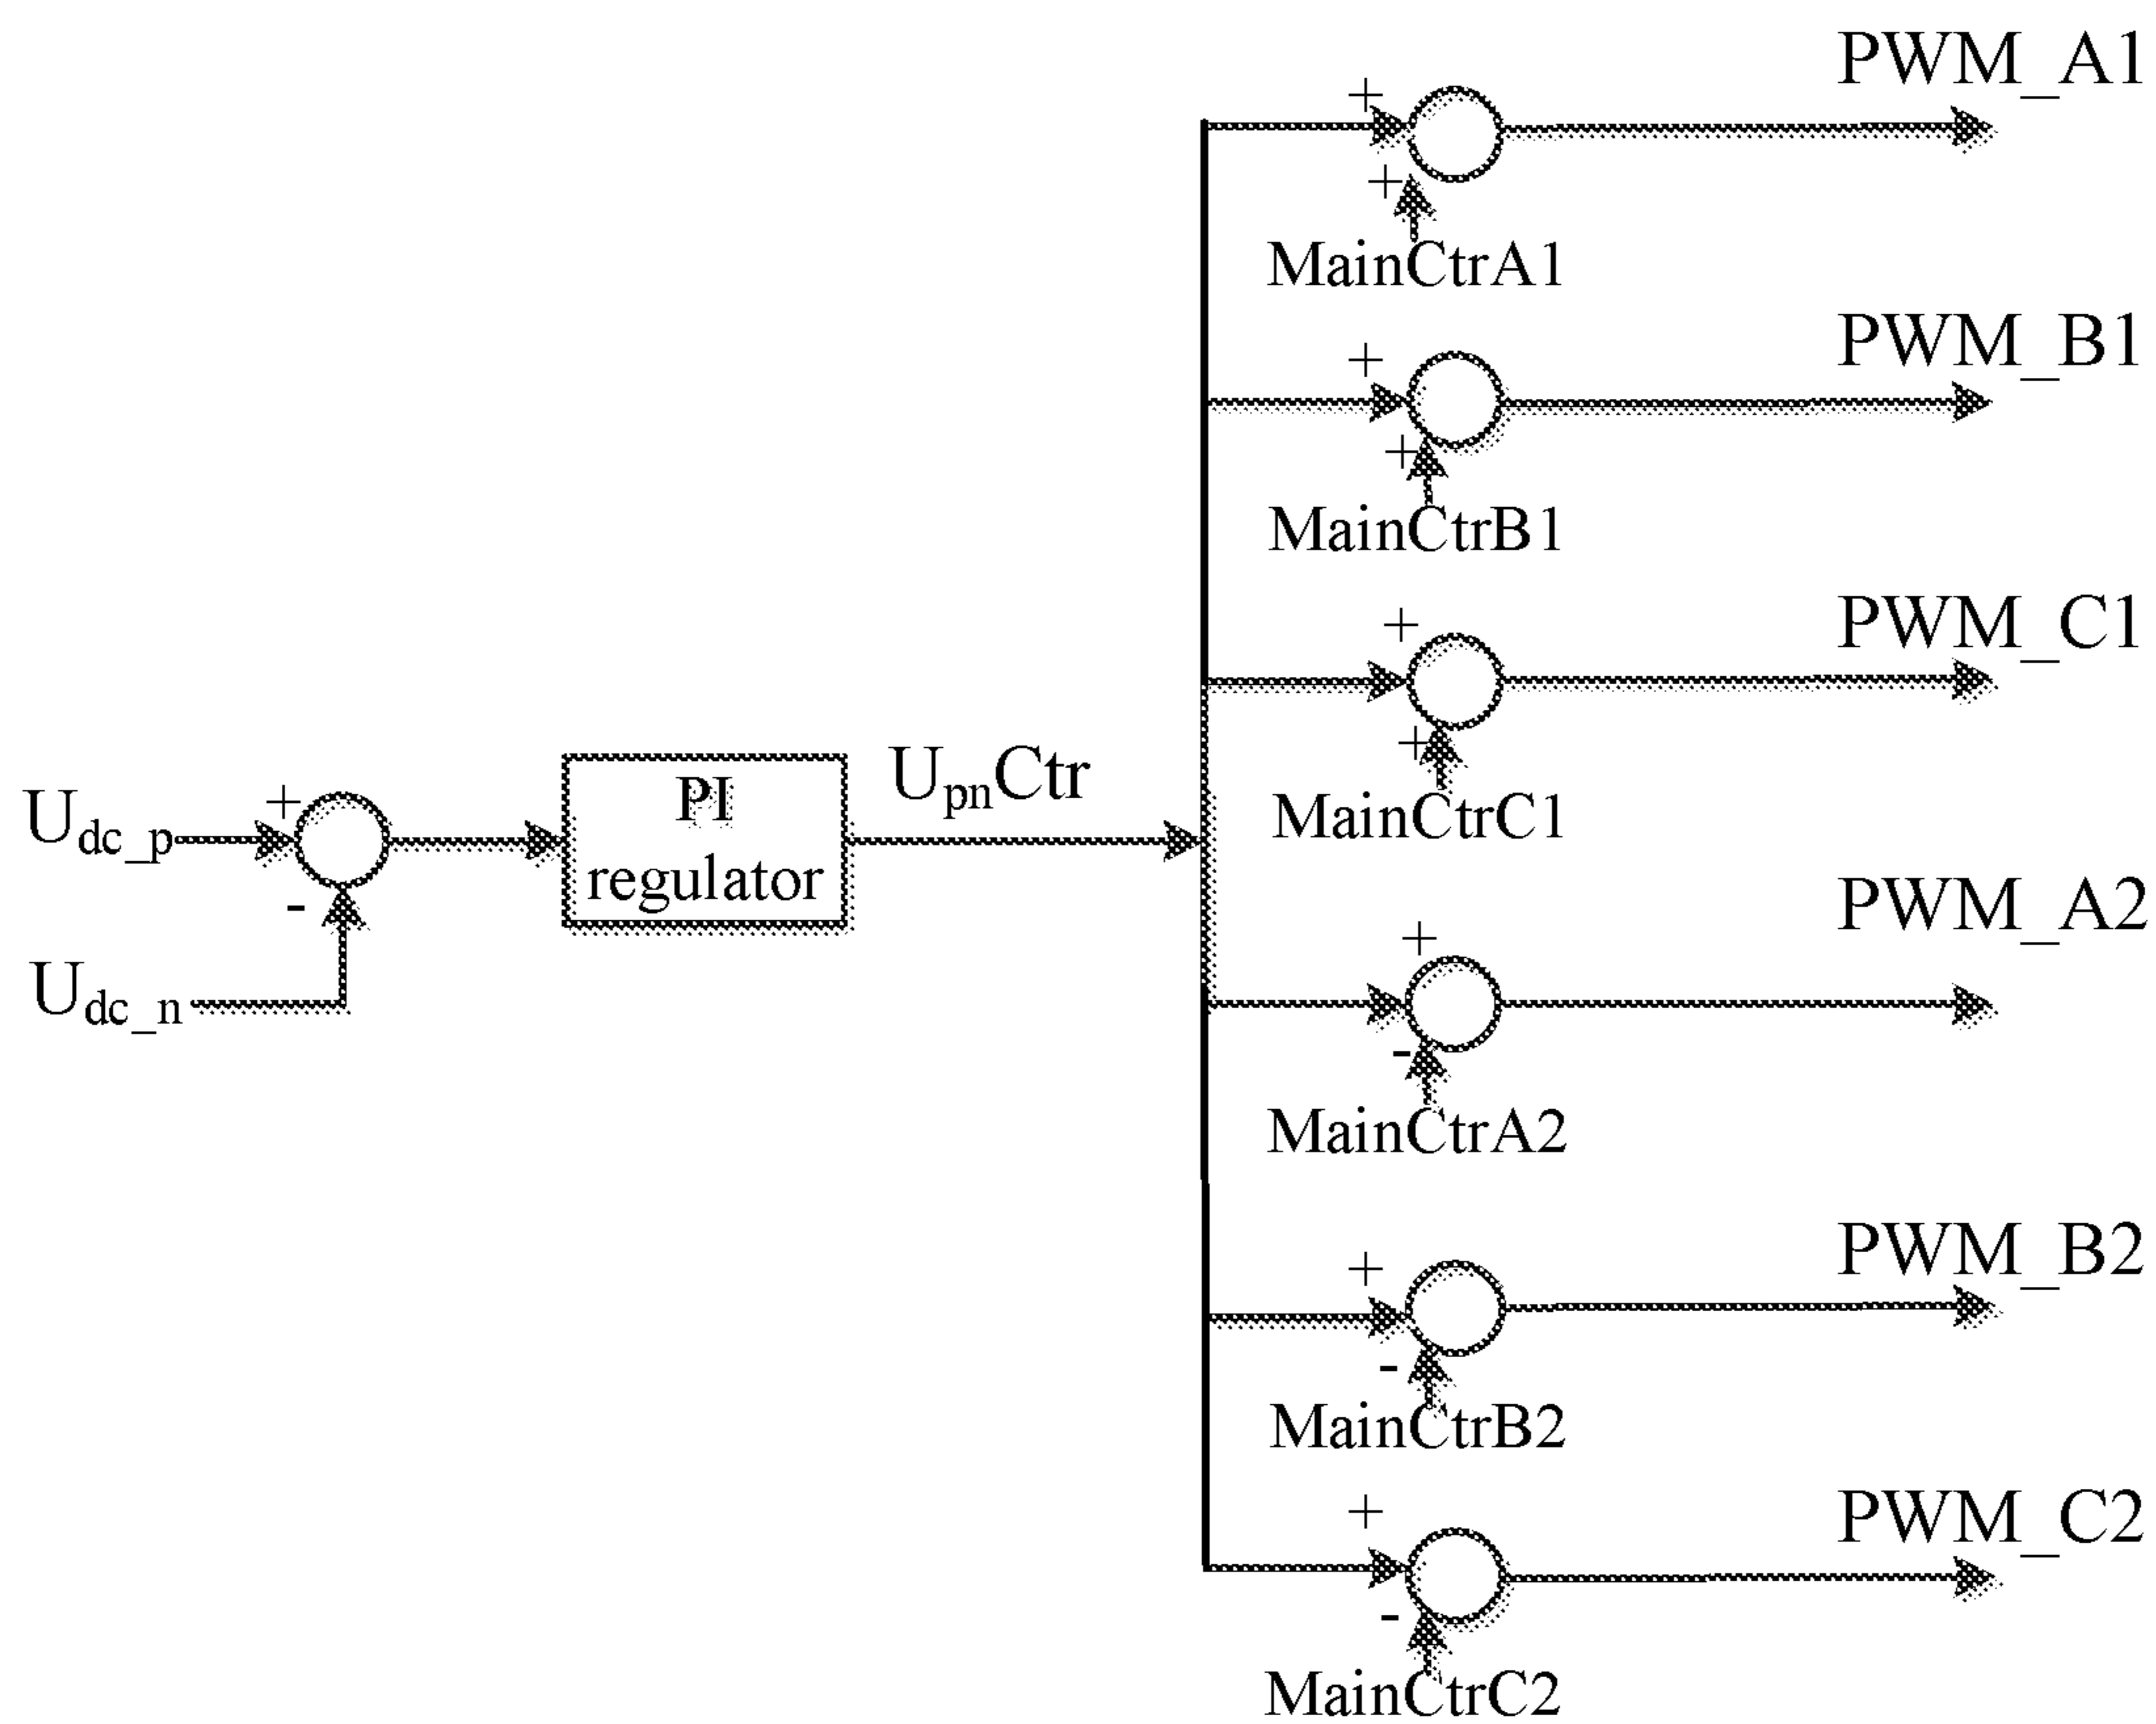 PWM_A1
+
+
MainCtrA1
PWM_B1
+
+
MainCtrB1
PWM_C1
+
+
MainCtrC1
Udc_p
+
-
Udc_n
PI
regulator
UpnCtr
PWM_A2
+
-
MainCtrA2
PWM_B2
+
-
MainCtrB2
PWM_C2
+
-
MainCtrC2